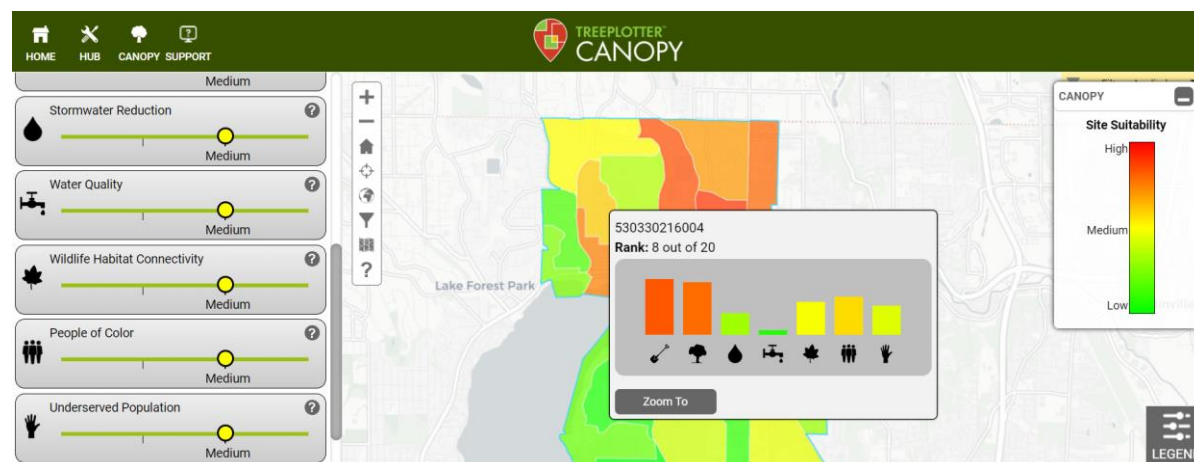 TREEPLOTTER™
CANOPY
HOME HUB CANOPY SUPPORT
Medium
Stormwater Reduction ?
Medium
Water Quality ?
Medium
Wildlife Habitat Connectivity ?
Medium
People of Color ?
Medium
Underserved Population ?
Medium
Lake Forest Park
530330216004
Rank: 8 out of 20
Zoom To
CANOPY
Site Suitability
High
Medium
Low
LEGEN